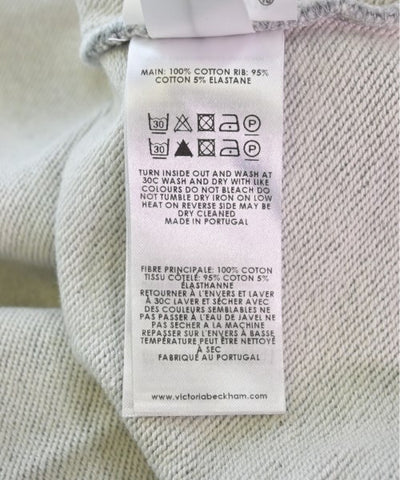 MAIN: 100% COTTON RIB: 95%
COTTON 5% ELASTANE
30 P
30 P
TURN INSIDE OUT AND WASH AT
30C WASH AND DRY WITH LIKE
COLOURS DO NOT BLEACH DO
NOT TUMBLE DRY IRON ON LOW
HEAT ON REVERSE SIDE MAY BE
DRY CLEANED
MADE IN PORTUGAL
FIBRE PRINCIPALE: 100% COTON
TISSU CÔTELÉ: 95% COTON 5%
ÉLASTHANNE
RETOURNER À L'ENVERS ET LAVER
À 30C LAVER ET SÉCHER AVEC
DES COULEURS SEMBLABLES NE
PAS PASSER À L'EAU DE JAVEL NE
PAS SÉCHER A LA MACHINE
REPASSER SUR L'ENVERS À BASSE
TEMPÉRATURE PEUT ÊTRE NETTOYÉ
À SEC
FABRIQUÉ AU PORTUGAL
www.victoriabeckham.com